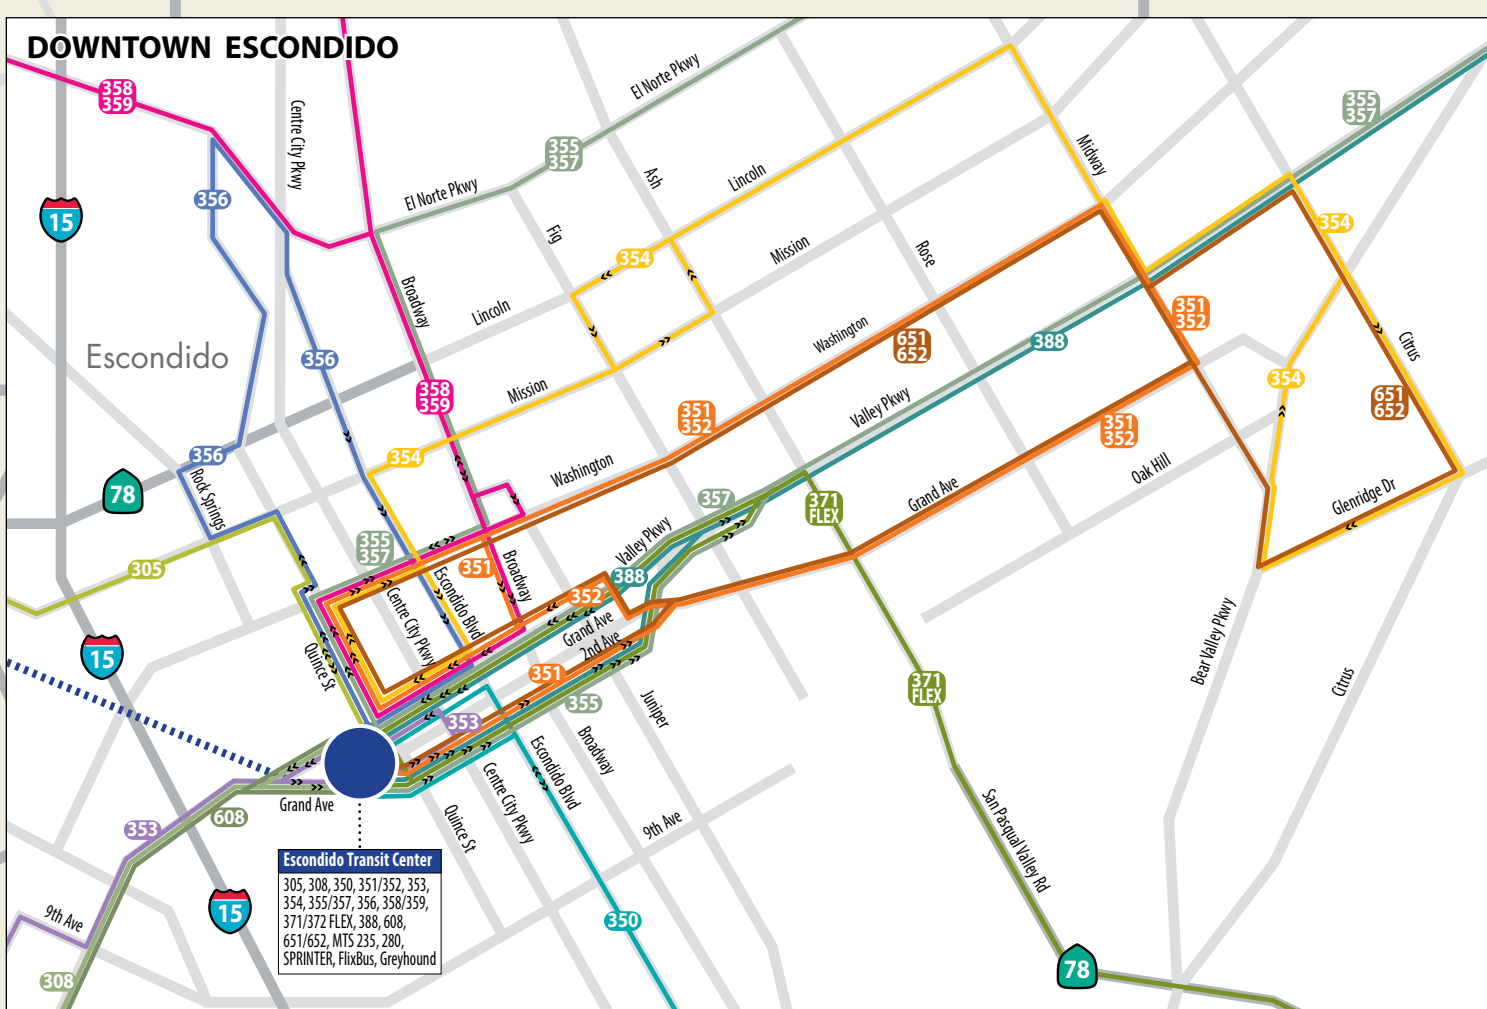 DOWNTOWN ESCONDIDO
358
359
Centre City Pkwy
El Norte Pkwy
355
357
355
357
Midway
Ash
Lincoln
El Norte Pkwy
356
15
Fig
354
Mission
Rose
354
Broadway
Lincoln
Washington
651
652
388
351
352
Citrus
Escondido
356
358
359
Mission
351
352
Valley Pkwy
354
651
652
351
352
356
354
Washington
Rock Springs
78
357
371
FLEX
Grand Ave
Oak Hill
Glenridge Dr
355
357
Valley Pkwy
305
351
Broadway
388
Escondido Blvd
Centre City Pkwy
352
Grand Ave
2nd Ave
15
Quince St
351
355
353
Juniper
371
FLEX
Bear Valley Pkwy
Citrus
Broadway
Escondido Blvd
Centre City Pkwy
Quince St
Grand Ave
608
353
9th Ave
San Pasqual Valley Rd
Escondido Transit Center
305, 308, 350, 351/352, 353,
354, 355/357, 356, 358/359,
371/372 FLEX, 388, 608,
651/652, MTS 235, 280,
SPRINTER, FlixBus, Greyhound
15
9th Ave
350
308
78